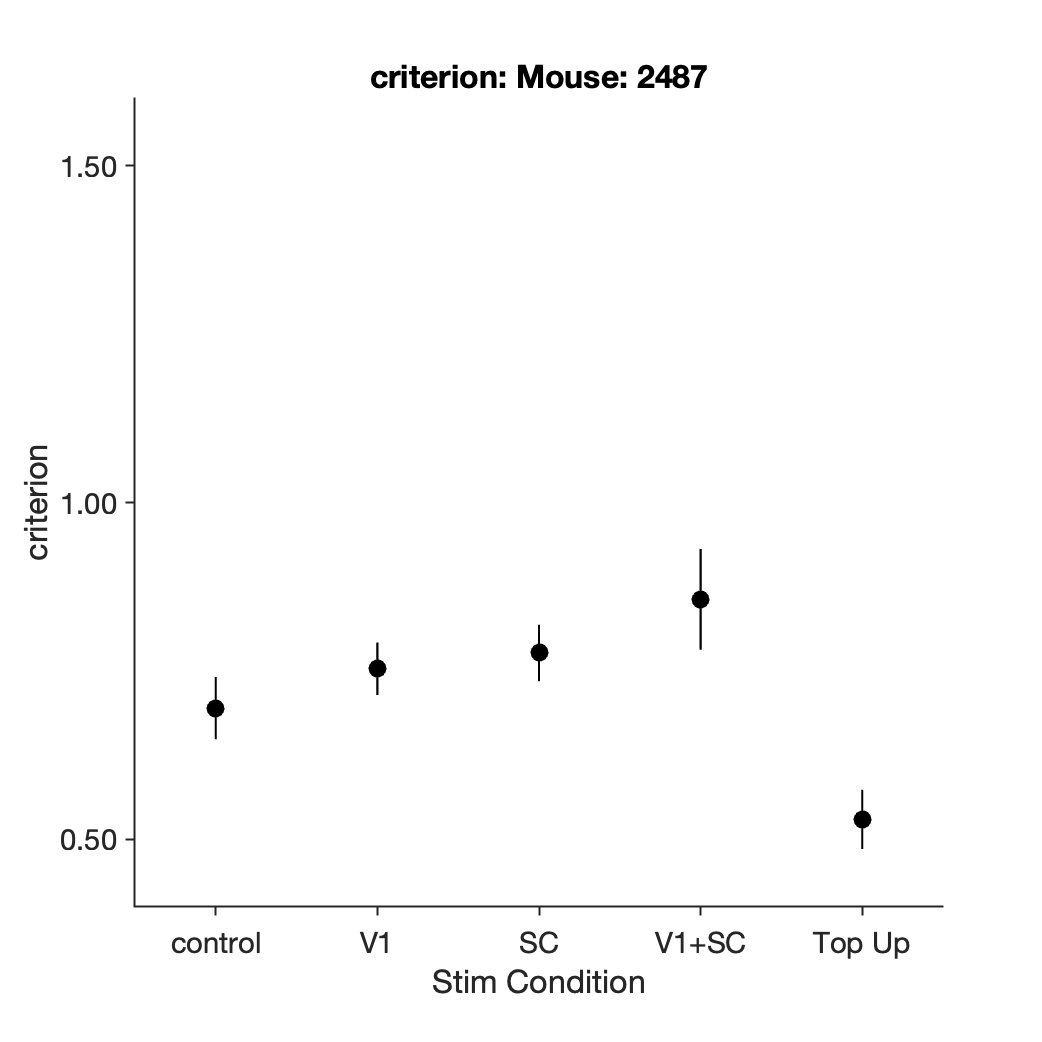 criterion: Mouse: 2487
criterion
1.50
1.00
0.50
control V1 SC V1+SC Top Up
Stim Condition